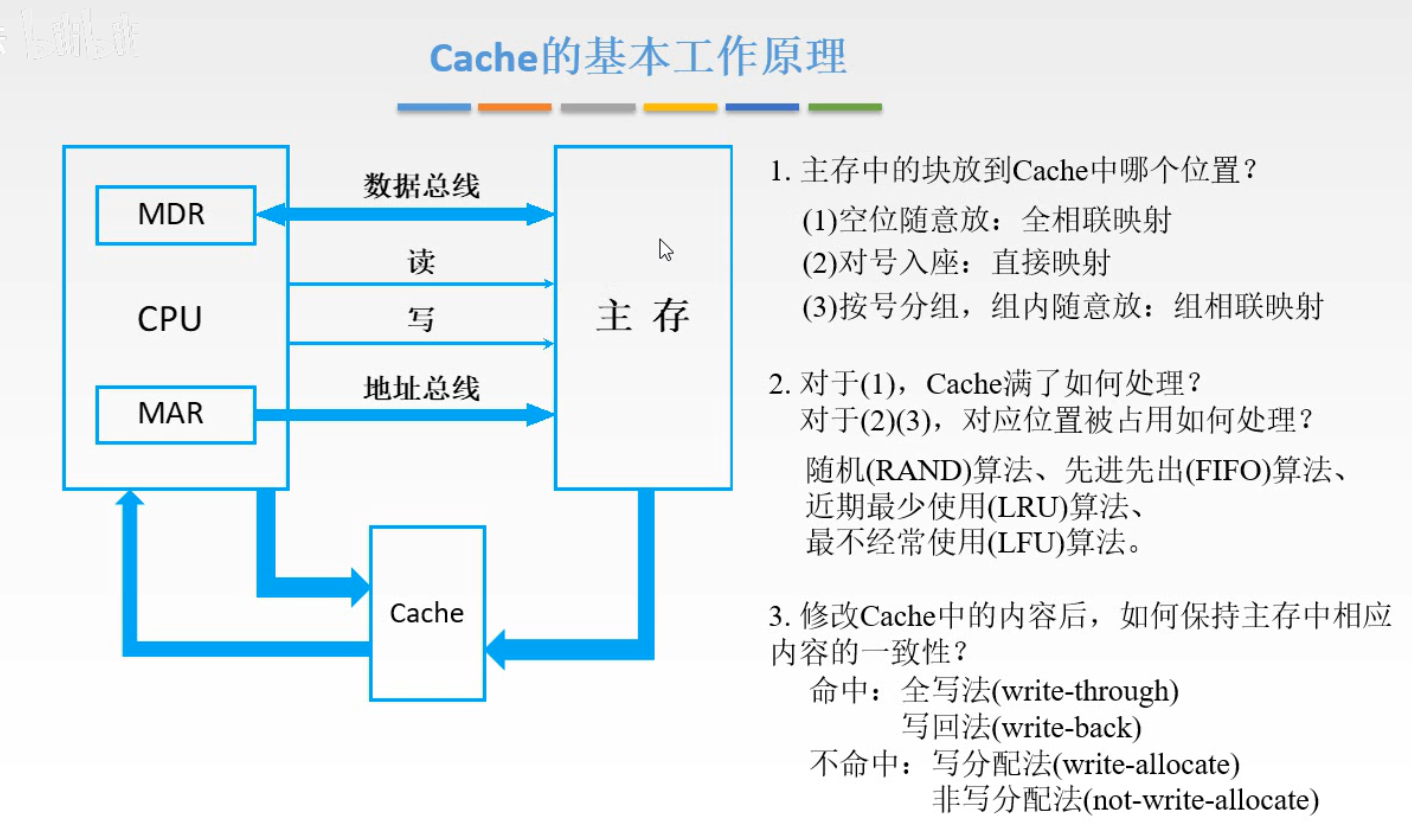 bilibili
Cache的基本工作原理
MDR
CPU
MAR
数据总线
读
写
地址总线
主 存
Cache
1. 主存中的块放到Cache中哪个位置？
(1)空位随意放：全相联映射
(2)对号入座：直接映射
(3)按号分组，组内随意放：组相联映射
2. 对于(1)，Cache满了如何处理？
对于(2)(3)，对应位置被占用如何处理？
随机(RAND)算法、先进先出(FIFO)算法、
近期最少使用(LRU)算法、
最不经常使用(LFU)算法。
3. 修改Cache中的内容后，如何保持主存中相应
内容的一致性？
命中：全写法(write-through)
写回法(write-back)
不命中：写分配法(write-allocate)
非写分配法(not-write-allocate)